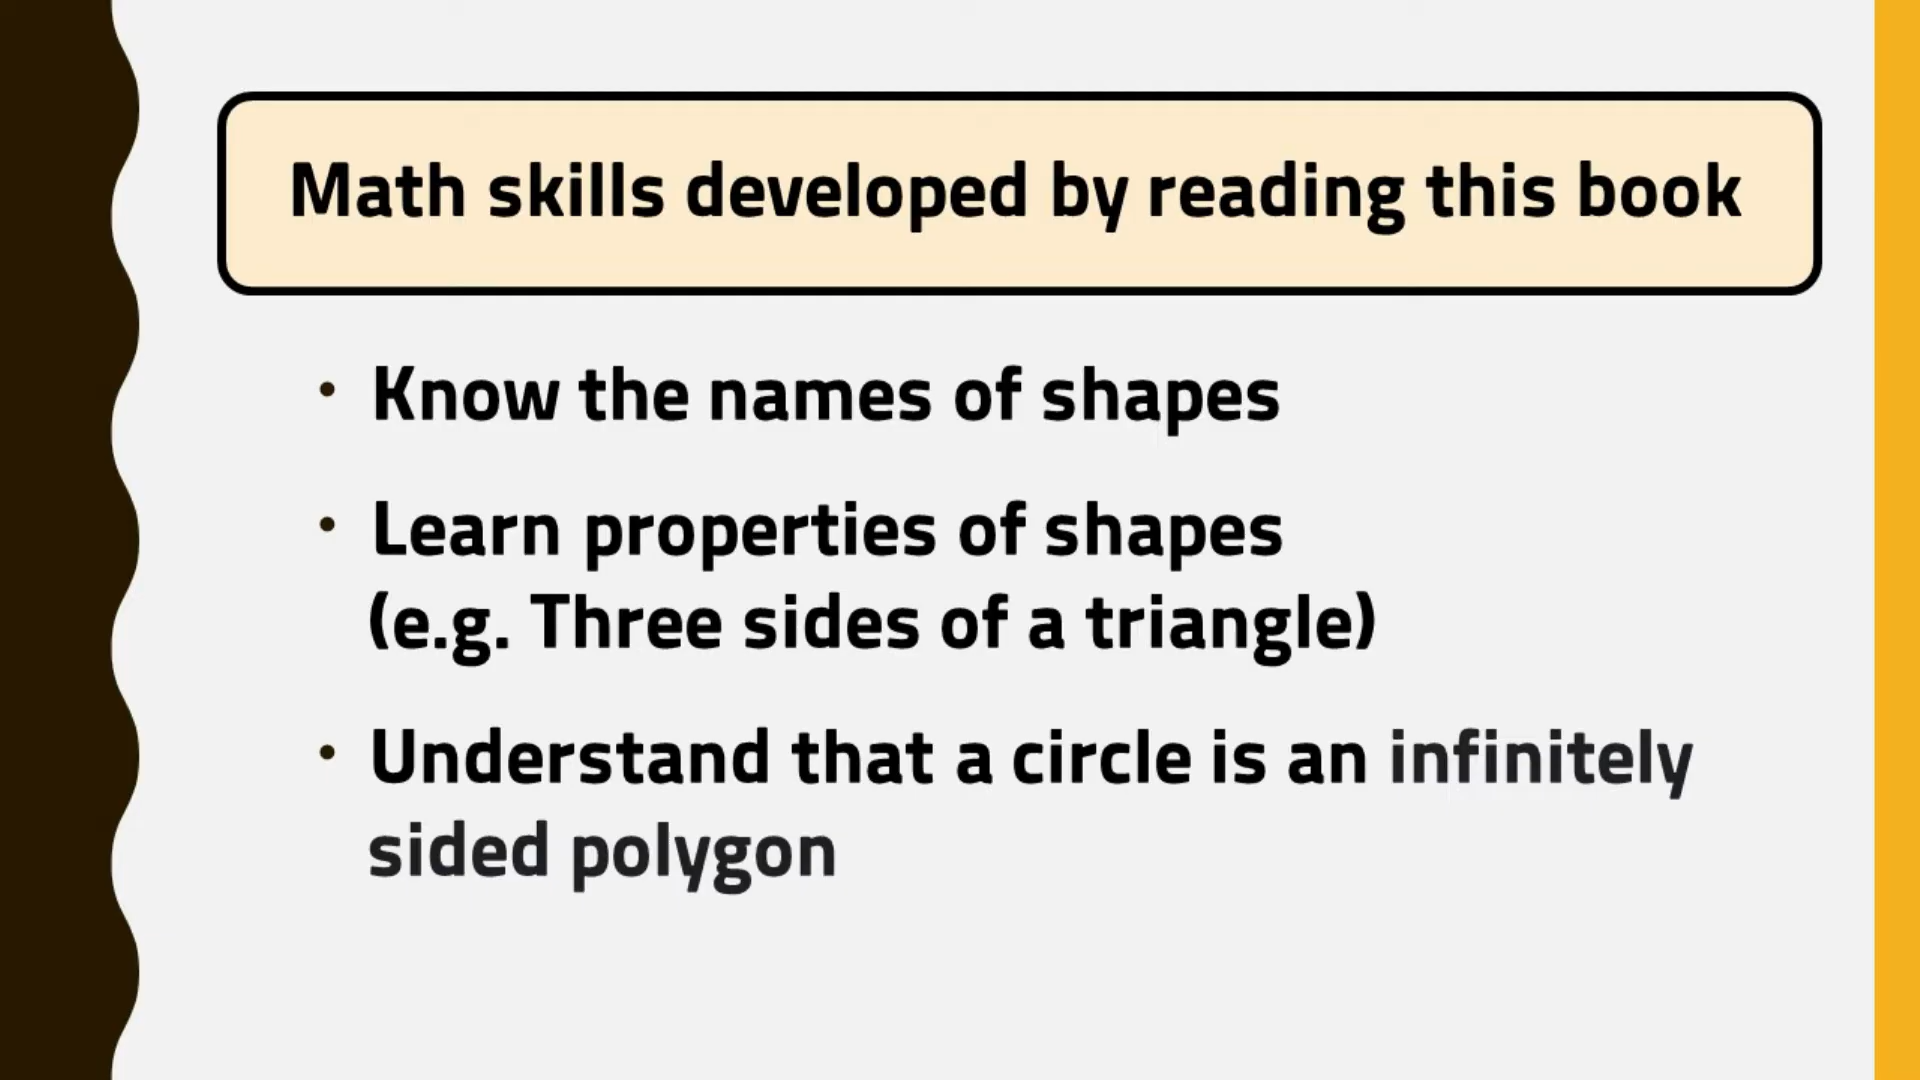 Math skills developed by reading this book
• Know the names of shapes
• Learn properties of shapes
(e.g. Three sides of a triangle)
• Understand that a circle is an infinitely
sided polygon